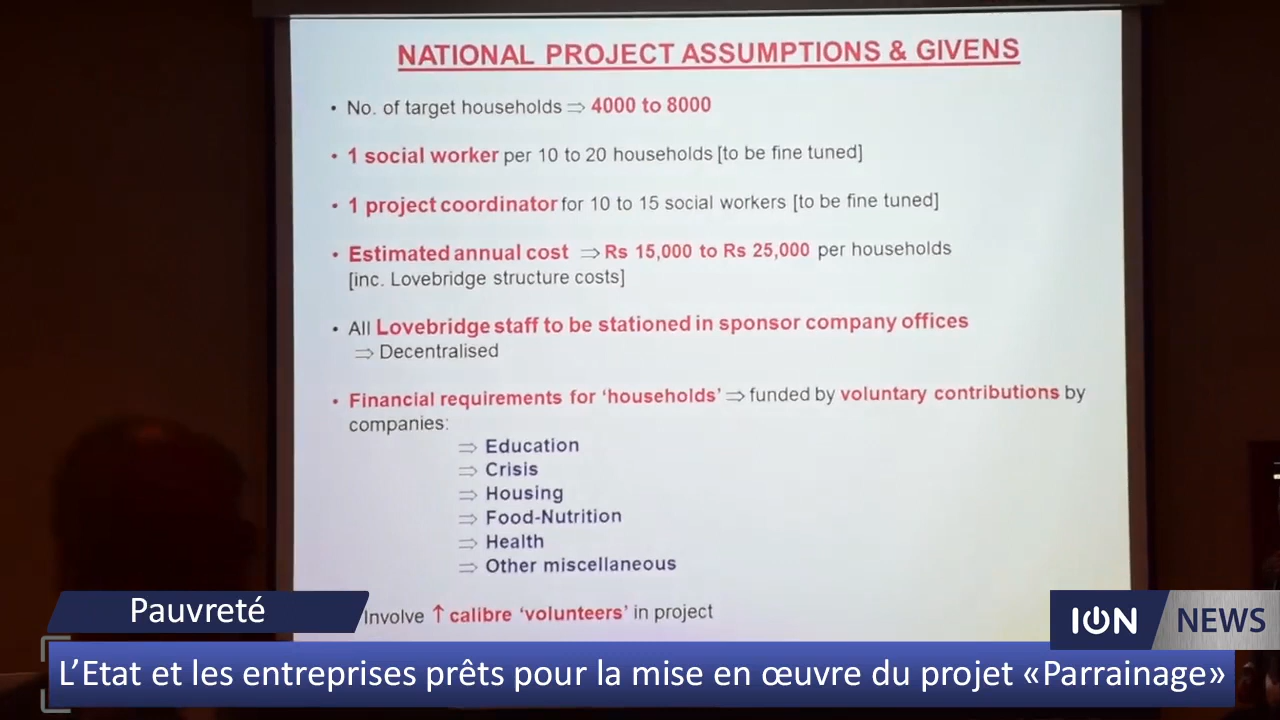 NATIONAL PROJECT ASSUMPTIONS & GIVENS
• No. of target households ⇒ 4000 to 8000
• 1 social worker per 10 to 20 households [to be fine tuned]
• 1 project coordinator for 10 to 15 social workers [to be fine tuned]
• Estimated annual cost ⇒ Rs 15,000 to Rs 25,000 per households
[inc. Lovebridge structure costs]
• All Lovebridge staff to be stationed in sponsor company offices
⇒ Decentralised
• Financial requirements for ‘households’ ⇒ funded by voluntary contributions by
companies:
⇒ Education
⇒ Crisis
⇒ Housing
⇒ Food-Nutrition
⇒ Health
⇒ Other miscellaneous
Involve ↑ calibre ‘volunteers’ in project
Pauvreté
ION NEWS
L’Etat et les entreprises prêts pour la mise en œuvre du projet «Parrainage»